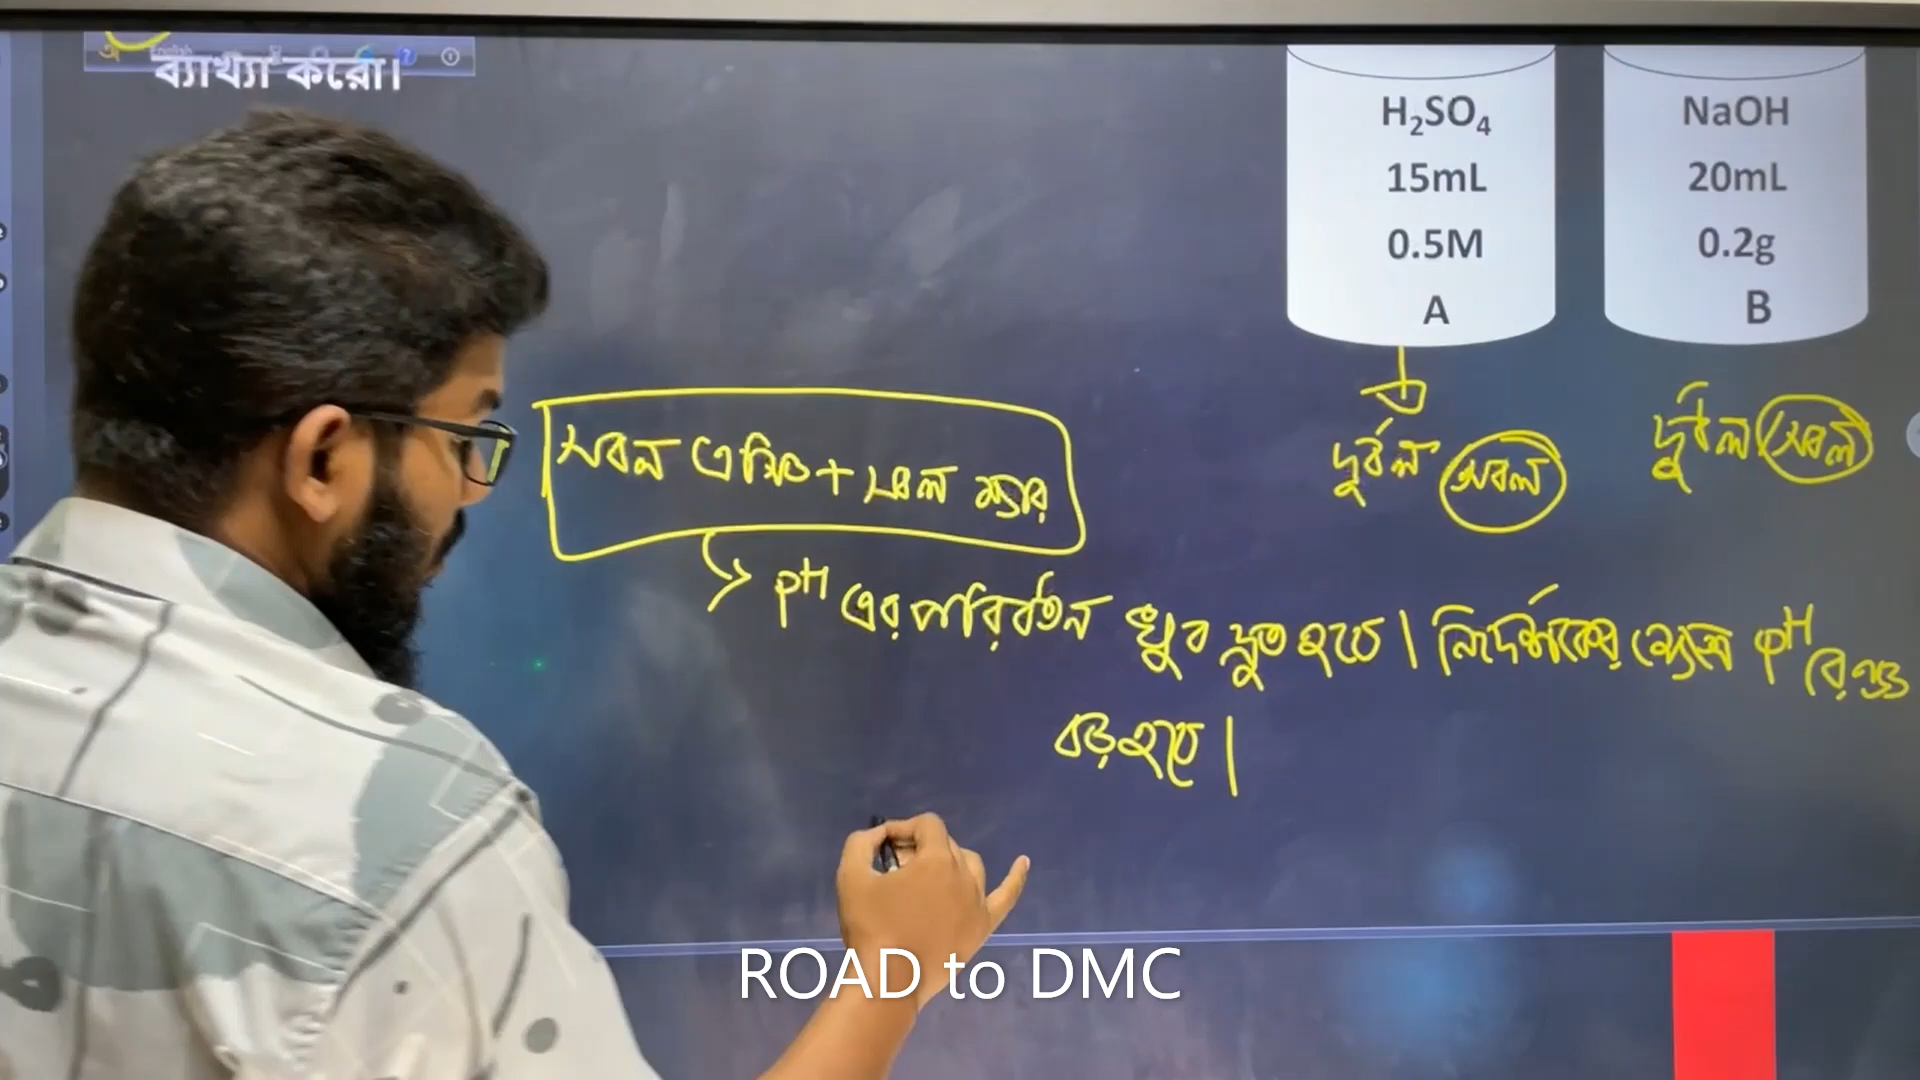 ব্যাখ্যা করো।
H₂SO₄
15mL
0.5M
A
NaOH
20mL
0.2g
B
দুর্বল সবল
দুর্বল সবল
সবল এসিড + সবল ক্ষার
pH এর পরিবর্তন খুব দ্রুত হবে। নির্দেশকের ক্ষেত্রে pH রেঞ্জ
বড় হবে।
ROAD to DMC